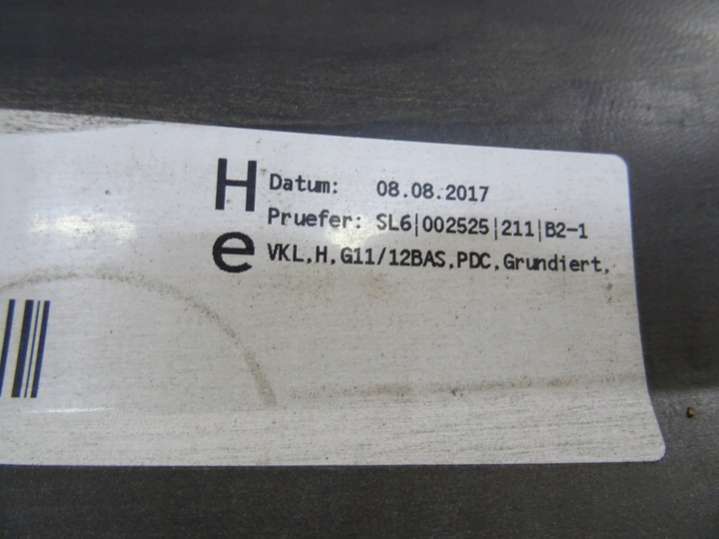 H
Datum: 08.08.2017
Pruefer: SL6|002525|211|B2-1
e
VKL,H,G11/12BAS,PDC,Grundiert,